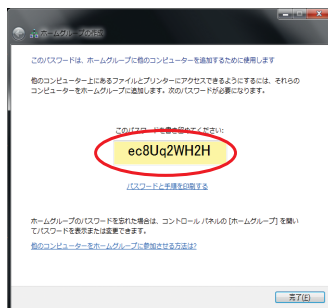 ホームグループの作成
このパスワードは、ホームグループに他のコンピューターを追加するために使用します
他のコンピューター上にあるファイルとプリンターにアクセスできるようにするには、それらの
コンピューターをホームグループに追加します。次のパスワードが必要になります。
このパスワードを書き留めてください:
ec8Uq2WH2H
パスワードと手順を印刷する
ホームグループのパスワードを忘れた場合は、コントロール パネルの [ホームグループ] を開い
てパスワードを表示または変更できます。
他のコンピューターをホームグループに参加させる方法は?
完了(F)